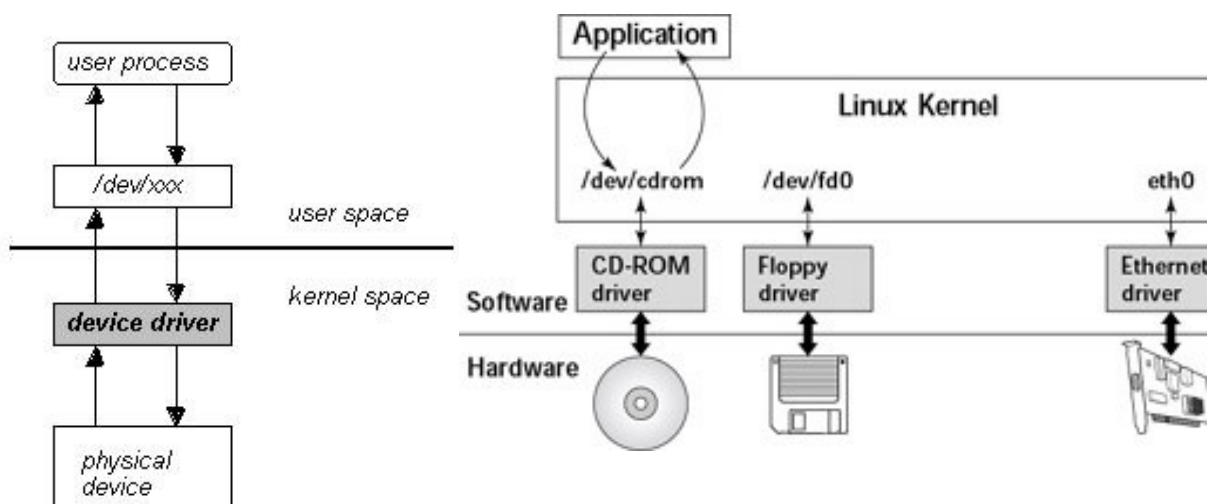 user process
/dev/xxx
user space
kernel space
device driver
physical
device
Application
Linux Kernel
/dev/cdrom
/dev/fd0
eth0
CD-ROM
driver
Floppy
driver
Ethernet
driver
Software
Hardware